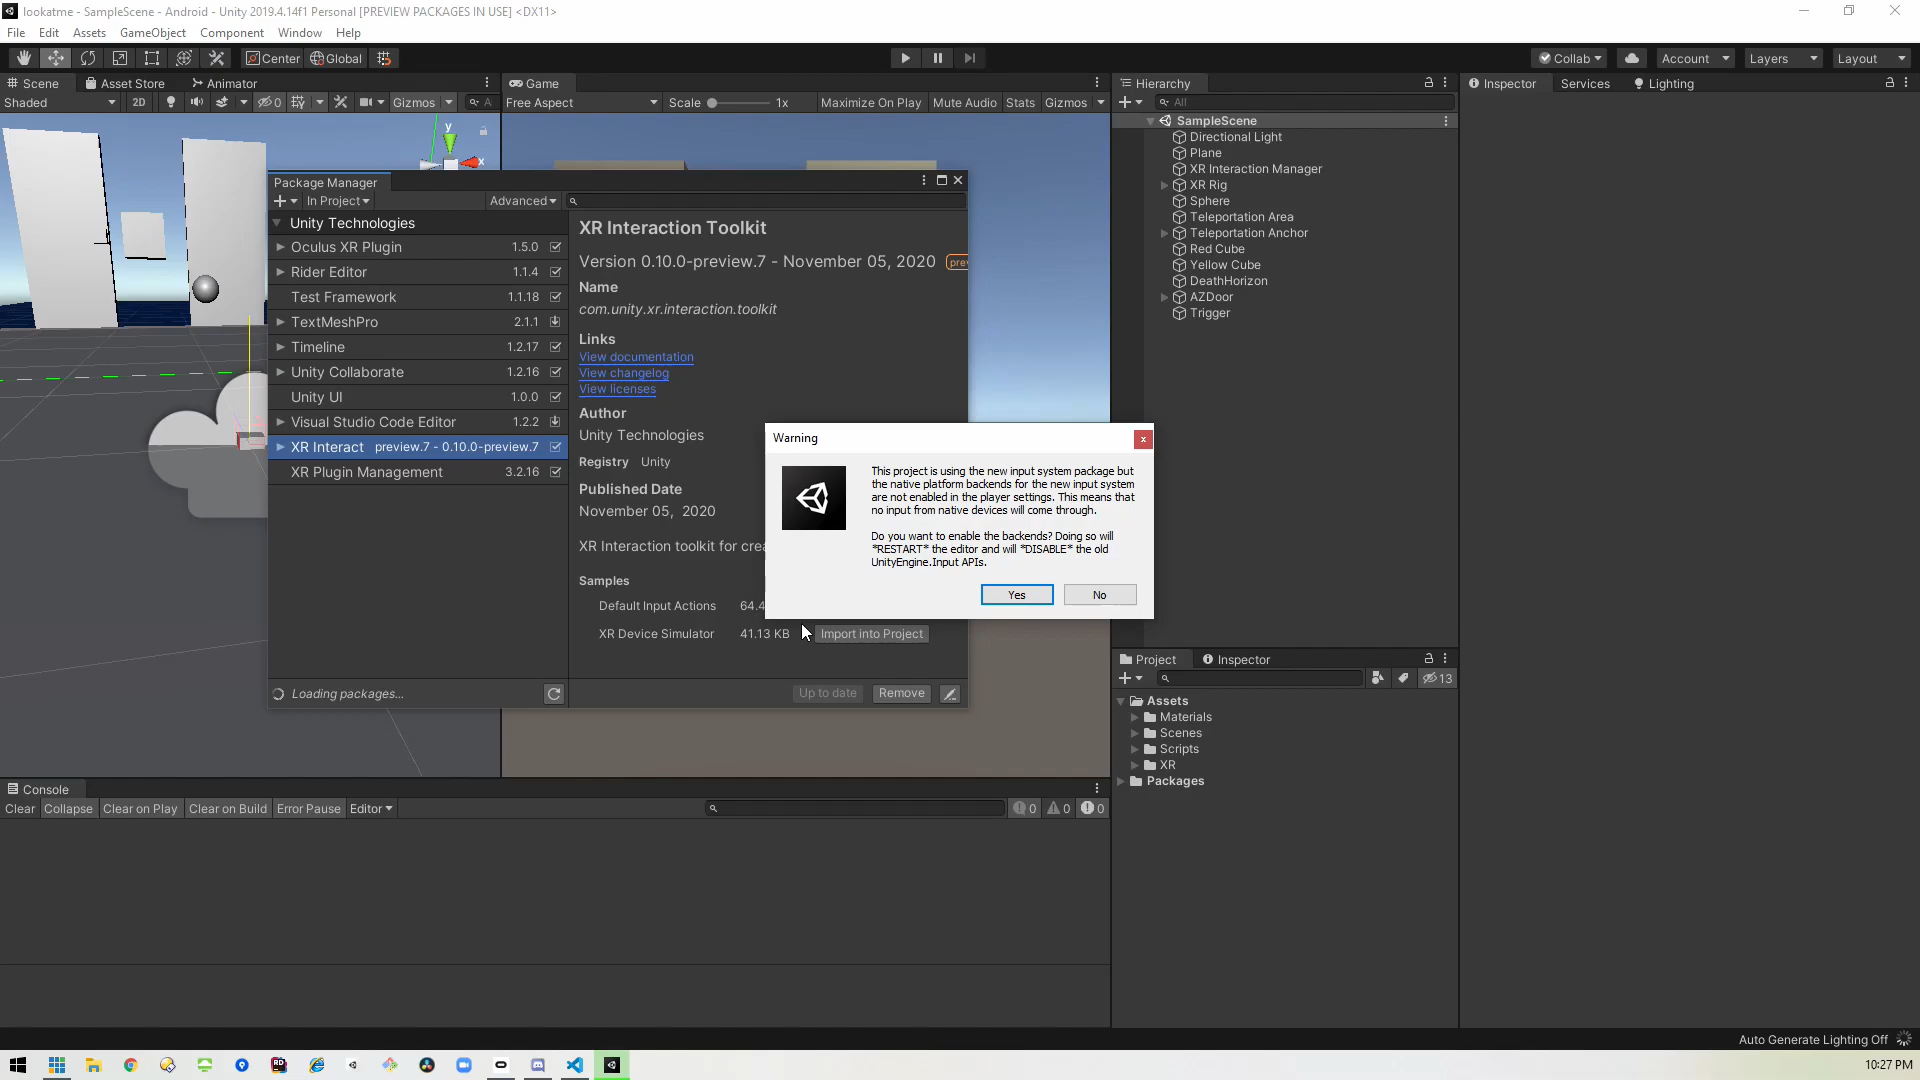 lookatme - SampleScene - Android - Unity 2019.4.14f1 Personal [PREVIEW PACKAGES IN USE] <DX11>
File Edit Assets GameObject Component Window Help
Center Global
Collab Account Layers Layout
Scene Asset Store Animator
Game
Hierarchy
Inspector Services Lighting
Shaded 2D 0 Gizmos A
Free Aspect Scale 1x Maximize On Play Mute Audio Stats Gizmos
All
SampleScene
Directional Light
Plane
XR Interaction Manager
XR Rig
Sphere
Teleportation Area
Teleportation Anchor
Red Cube
Yellow Cube
DeathHorizon
AZDoor
Trigger
y
x
Package Manager
In Project Advanced
Unity Technologies
Oculus XR Plugin 1.5.0
Rider Editor 1.1.4
Test Framework 1.1.18
TextMeshPro 2.1.1
Timeline 1.2.17
Unity Collaborate 1.2.16
Unity UI 1.0.0
Visual Studio Code Editor 1.2.2
XR Interact preview.7 - 0.10.0-preview.7
XR Plugin Management 3.2.16
Loading packages...
XR Interaction Toolkit
Version 0.10.0-preview.7 - November 05, 2020 prev
Name
com.unity.xr.interaction.toolkit
Links
View documentation
View changelog
View licenses
Author
Unity Technologies
Registry Unity
Published Date
November 05, 2020
XR Interaction toolkit for crea
Samples
Default Input Actions 64.4
XR Device Simulator 41.13 KB Import into Project
Up to date Remove
Warning
This project is using the new input system package but
the native platform backends for the new input system
are not enabled in the player settings. This means that
no input from native devices will come through.
Do you want to enable the backends? Doing so will
*RESTART* the editor and will *DISABLE* the old
UnityEngine.Input APIs.
Yes No
Project Inspector
13
Assets
Materials
Scenes
Scripts
XR
Packages
Console
Clear Collapse Clear on Play Clear on Build Error Pause Editor 0 0 0
Auto Generate Lighting Off
10:27 PM